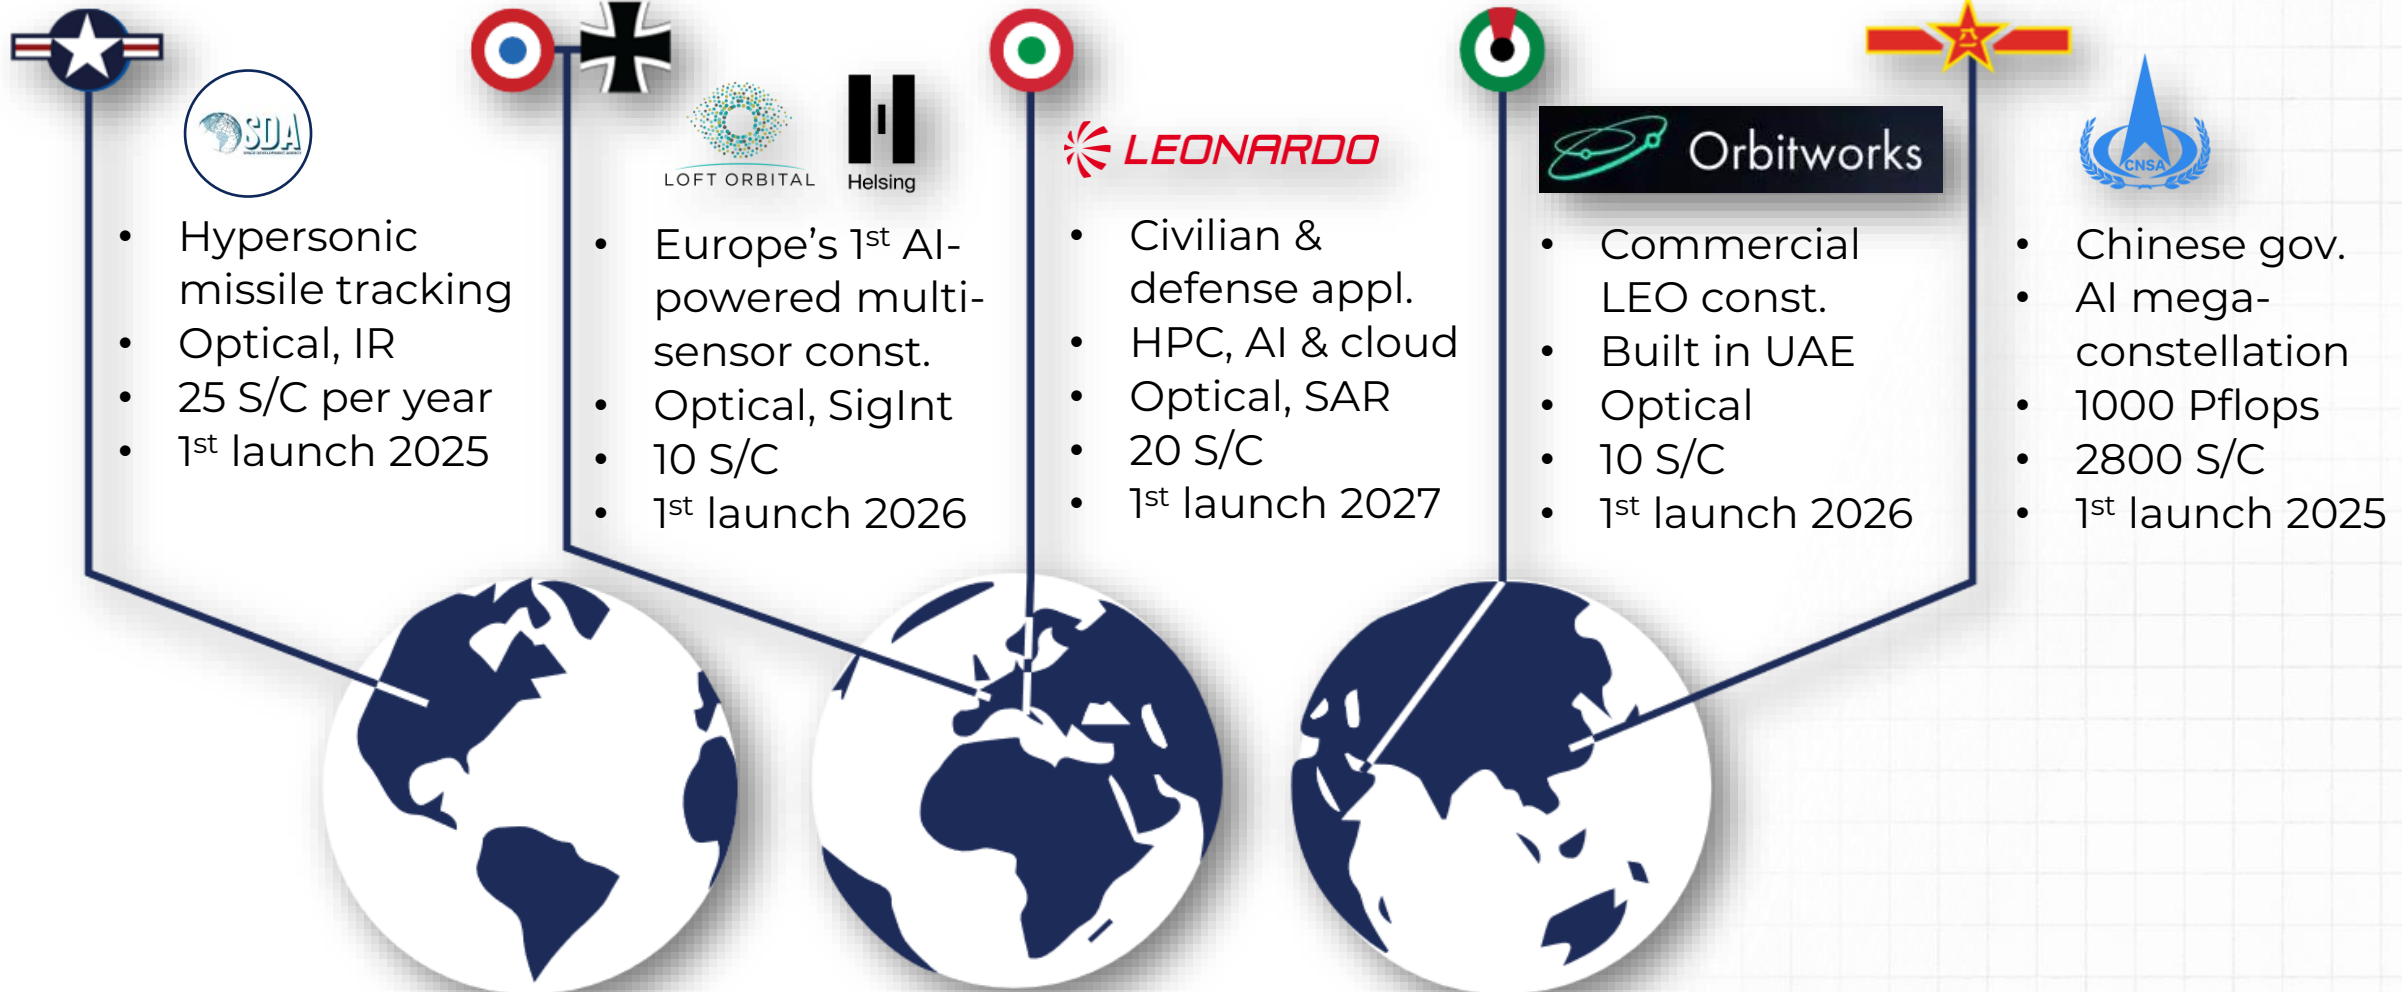 SDA
• Hypersonic
missile tracking
• Optical, IR
• 25 S/C per year
• 1st launch 2025
LOFT ORBITAL
Helsing
• Europe’s 1st AI-
powered multi-
sensor const.
• Optical, SigInt
• 10 S/C
• 1st launch 2026
LEONARDO
• Civilian &
defense appl.
• HPC, AI & cloud
• Optical, SAR
• 20 S/C
• 1st launch 2027
Orbitworks
• Commercial
LEO const.
• Built in UAE
• Optical
• 10 S/C
• 1st launch 2026
八一
CNSA
• Chinese gov.
• AI mega-
constellation
• 1000 Pflops
• 2800 S/C
• 1st launch 2025